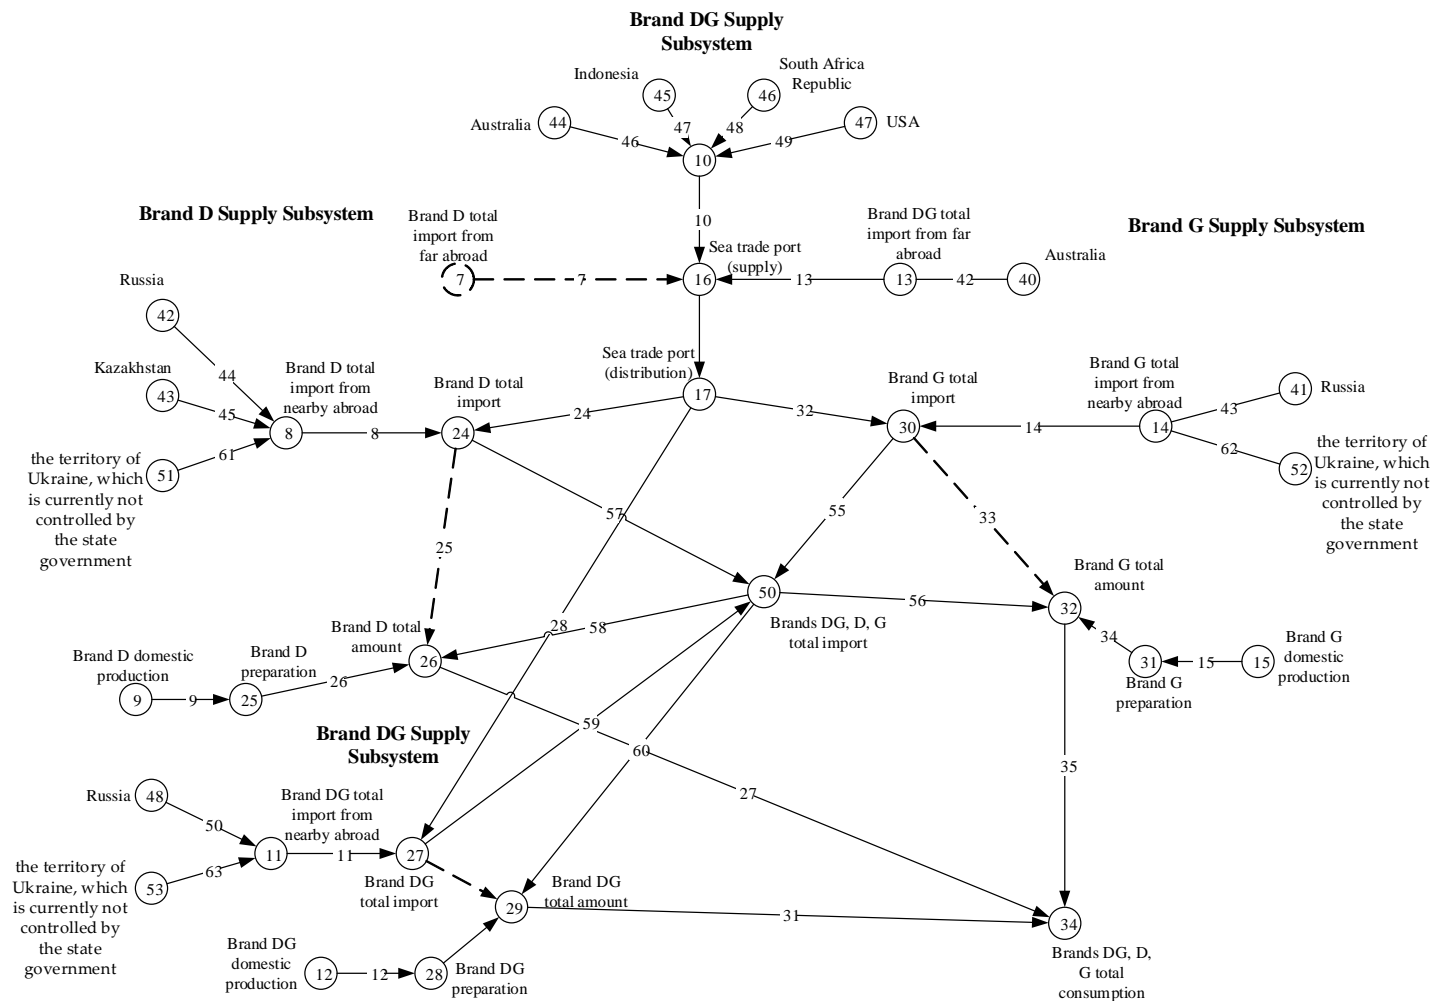 Brand DG Supply
Subsystem
Indonesia
South Africa
Republic
45
46
Australia
44
47
USA
47
48
46
49
10
10
Brand D Supply Subsystem
Brand D total
import from
far abroad
Brand DG total
import from far
abroad
Brand G Supply Subsystem
Sea trade port
(supply)
Australia
7
7
16
13
13
42
40
Russia
42
Sea trade port
(distribution)
Kazakhstan
44
Brand D total
import from
nearby abroad
Brand D total
import
Brand G total
import
Brand G total
import from
nearby abroad
41
Russia
43
45
17
24
32
43
8
8
24
30
14
14
61
51
62
52
the territory of
Ukraine, which
is currently not
controlled by
the state
government
the territory of
Ukraine, which
is currently not
controlled by
the state
government
57
55
33
25
Brand G total
amount
50
56
32
28
58
Brands DG, D, G
total import
Brand D total
amount
34
Brand D domestic
production
Brand D
preparation
26
31
15
15
Brand G
domestic
production
Brand G
preparation
9
9
25
26
59
Brand DG Supply
Subsystem
60
35
27
Russia
48
Brand DG total
import from
nearby abroad
50
11
11
27
63
53
the territory of
Ukraine, which
is currently not
controlled by
the state
government
Brand DG
total import
Brand DG
total amount
29
31
34
Brand DG
domestic
production
12
12
28
Brand DG
preparation
Brands DG, D,
G total
consumption